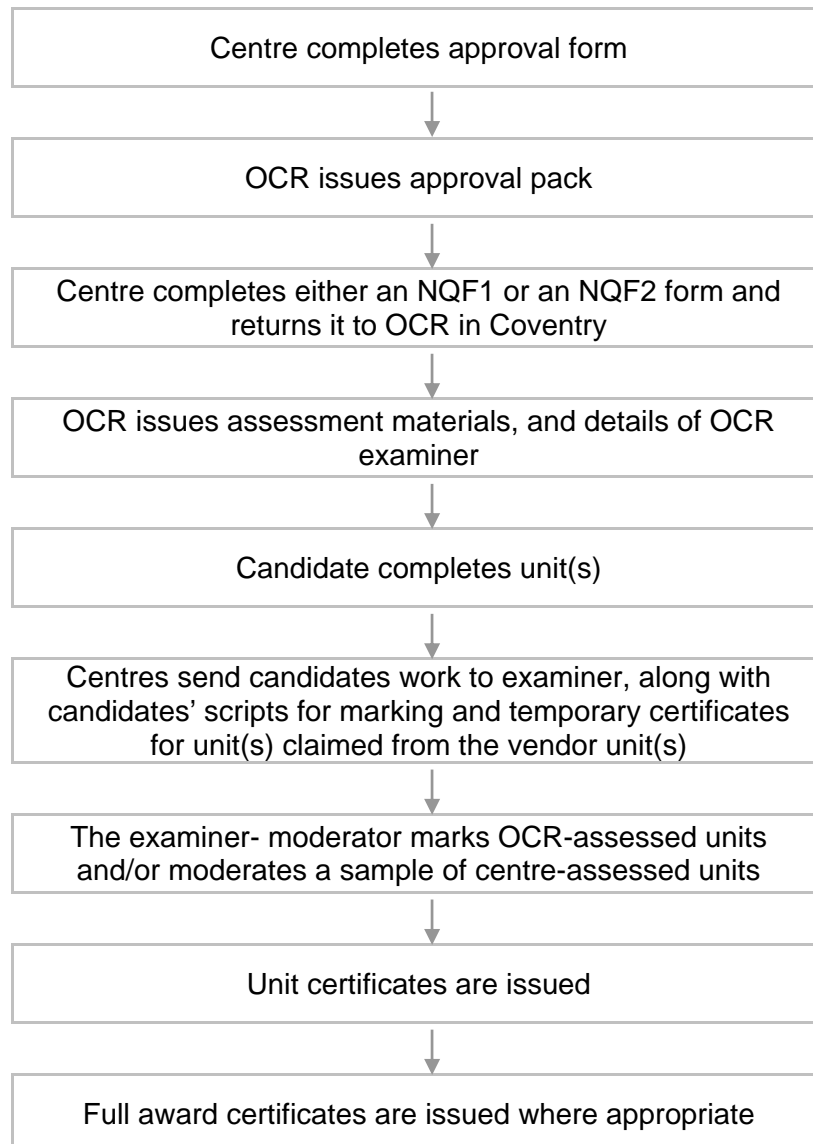 Centre completes approval form
OCR issues approval pack
Centre completes either an NQF1 or an NQF2 form and
returns it to OCR in Coventry
OCR issues assessment materials, and details of OCR
examiner
Candidate completes unit(s)
Centres send candidates work to examiner, along with
candidates’ scripts for marking and temporary certificates
for unit(s) claimed from the vendor unit(s)
The examiner- moderator marks OCR-assessed units
and/or moderates a sample of centre-assessed units
Unit certificates are issued
Full award certificates are issued where appropriate